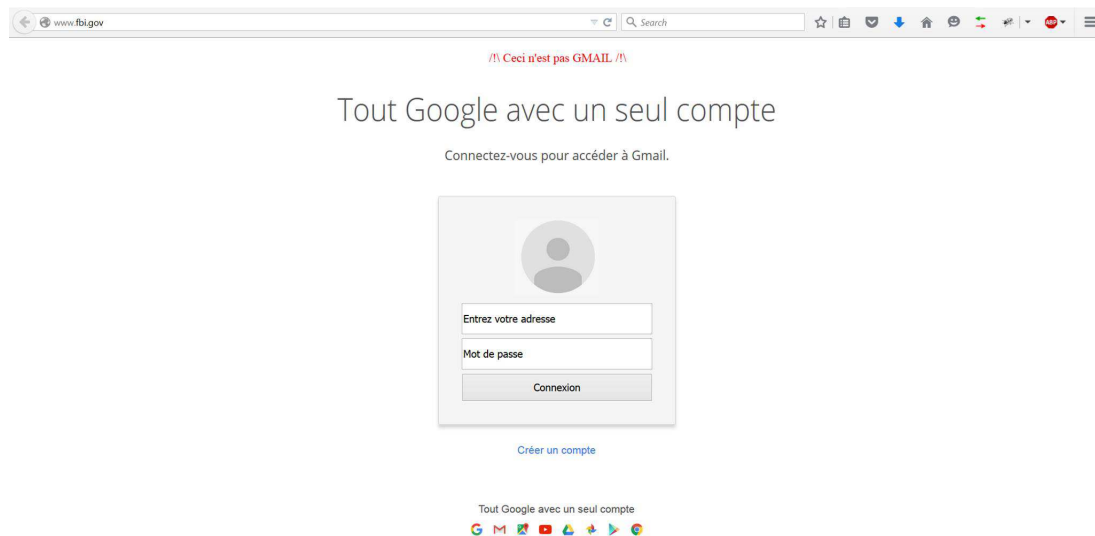 www.fbi.gov
Search
ABP
/!\ Ceci n'est pas GMAIL /!\
Tout Google avec un seul compte
Connectez-vous pour accéder à Gmail.
Entrez votre adresse
Mot de passe
Connexion
Créer un compte
Tout Google avec un seul compte